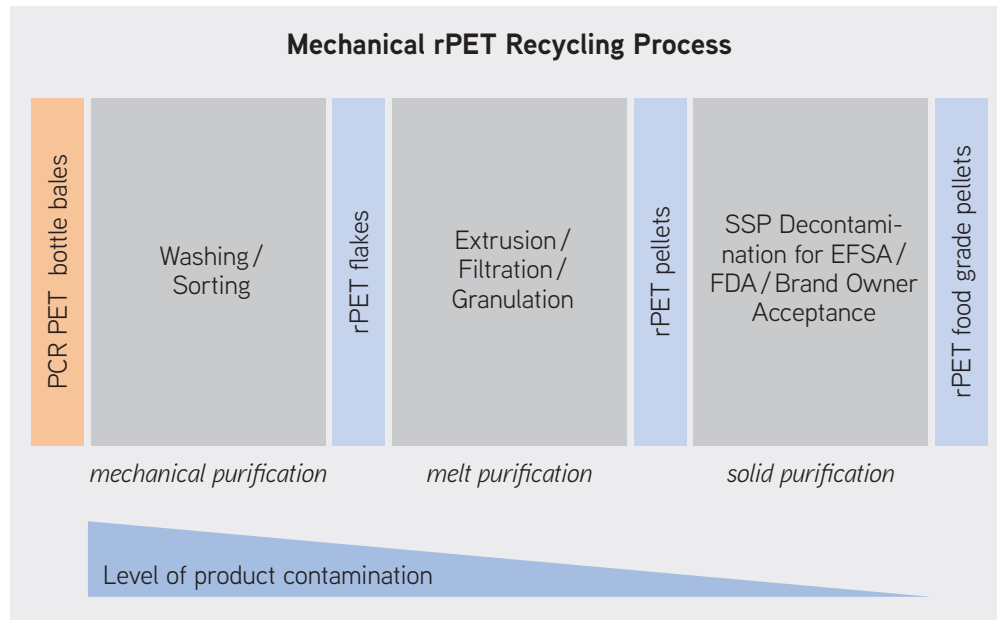 Mechanical rPET Recycling Process
PCR PET bottle bales
Washing/
Sorting
rPET flakes
Extrusion/
Filtration/
Granulation
rPET pellets
SSP Decontami-
nation for EFSA/
FDA/Brand Owner
Acceptance
rPET food grade pellets
mechanical purification
melt purification
solid purification
Level of product contamination